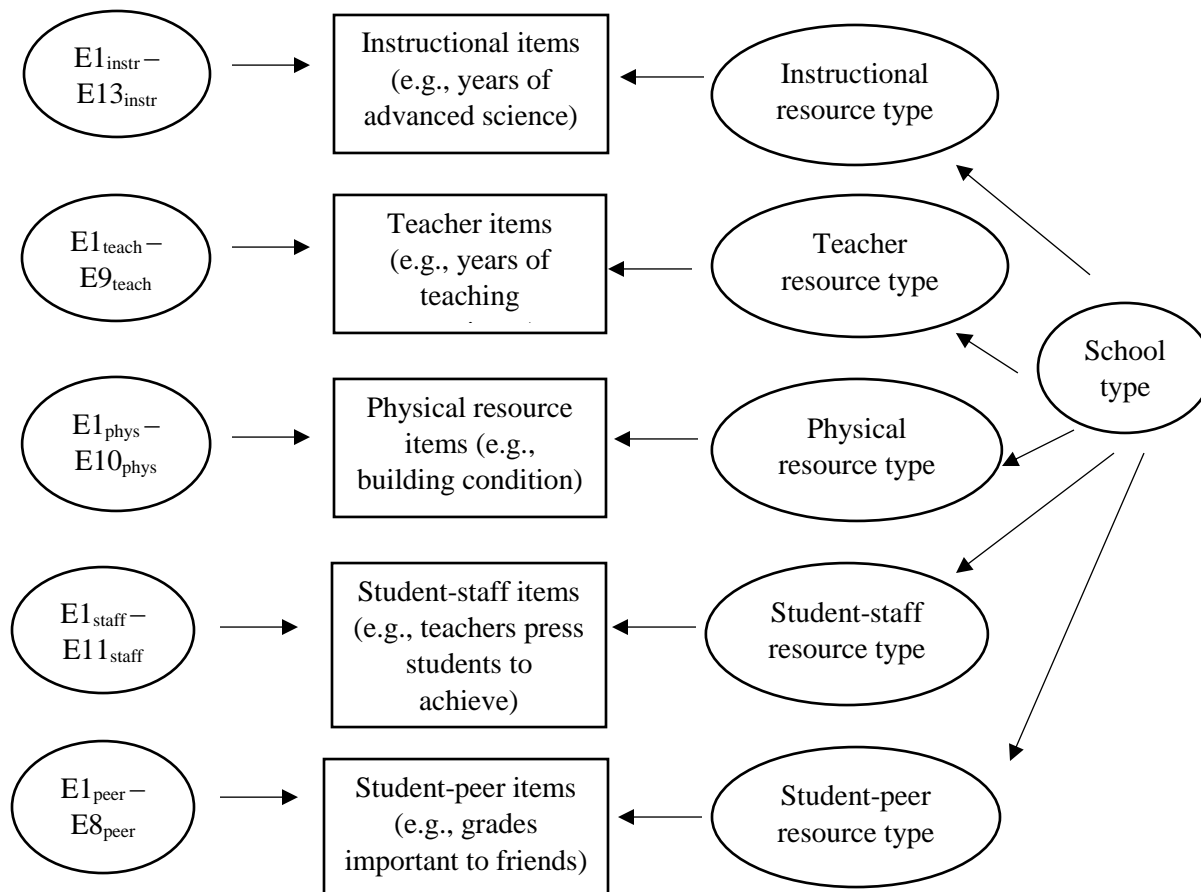 E1instr –
E13instr
Instructional items
(e.g., years of
advanced science)
Instructional
resource type
E1teach –
E9teach
Teacher items
(e.g., years of
teaching
Teacher
resource type
School
type
E1phys –
E10phys
Physical resource
items (e.g.,
building condition)
Physical
resource type
E1staff –
E11staff
Student-staff items
(e.g., teachers press
students to
achieve)
Student-staff
resource type
E1peer –
E8peer
Student-peer items
(e.g., grades
important to friends)
Student-peer
resource type